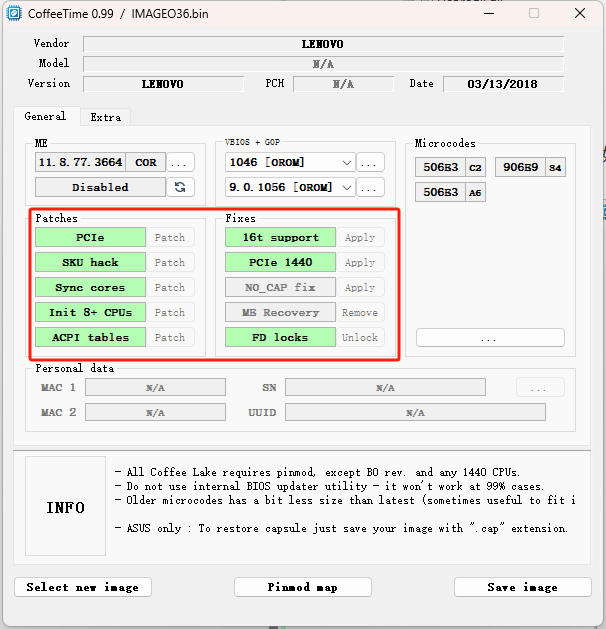 CoffeeTime 0.99 / IMAGEO36.bin
Vendor LENOVO
Model N/A
Version LENOVO PCH N/A Date 03/13/2018
General Extra
ME VBIOS + GOP Microcodes
11.8.77.3664 COR ... 1046 [OROM] ... 506E3 C2 906E9 S4
Disabled 9.0.1056 [OROM] ... 506E3 A6
Patches Fixes
PCIe Patch 16t support Apply
SKU hack Patch PCIe 1440 Apply
Sync cores Patch NO_CAP fix Apply
Init 8+ CPUs Patch ME Recovery Remove
ACPI tables Patch FD locks Unlock
...
Personal data
MAC 1 N/A SN N/A ...
MAC 2 N/A UUID N/A
INFO
- All Coffee Lake requires pinmod, except B0 rev. and any 1440 CPUs.
- Do not use internal BIOS updater utility - it won't work at 99% cases.
- Older microcodes has a bit less size than latest (sometimes useful to fit i
- ASUS only : To restore capsule just save your image with ".cap" extension.
Select new image Pinmod map Save image